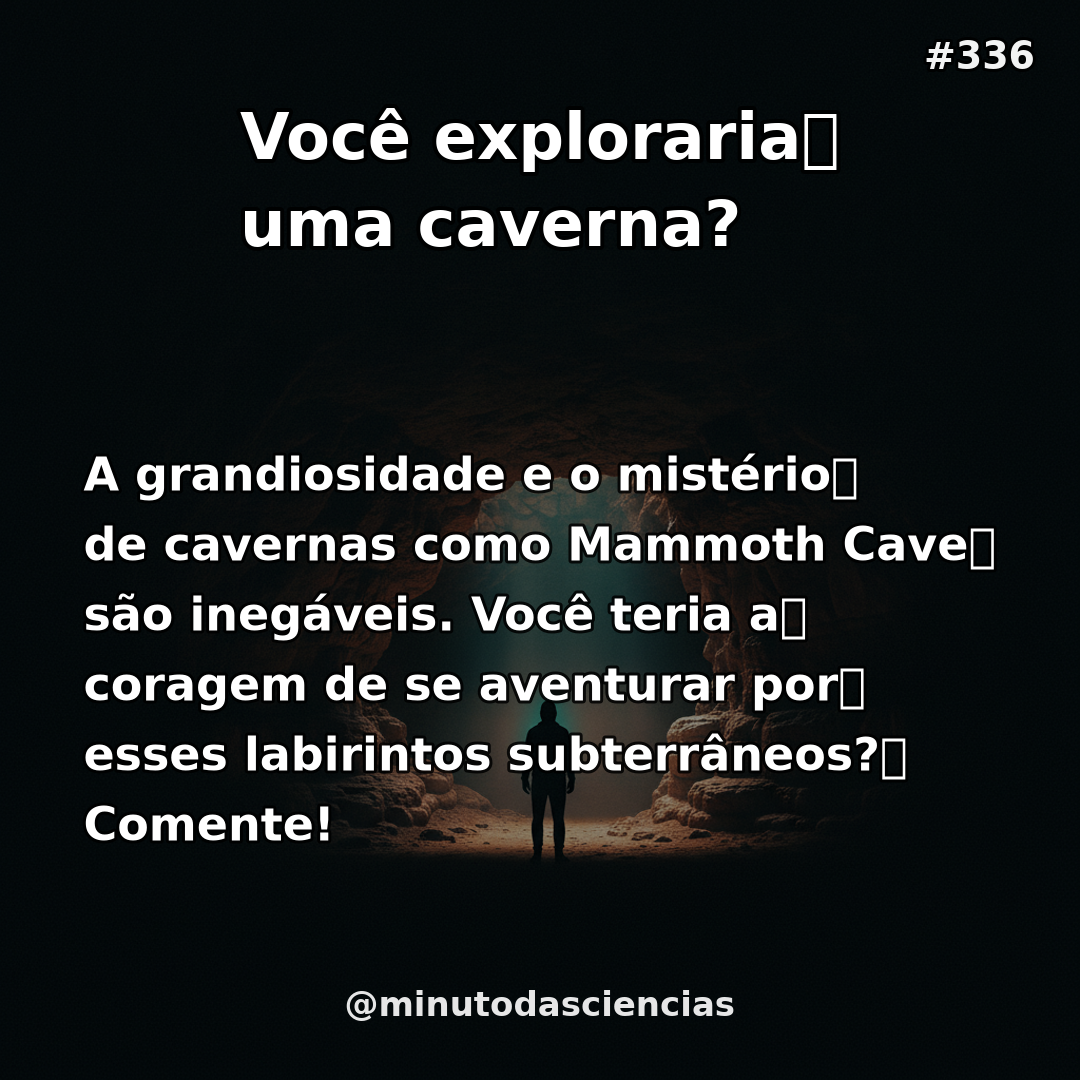 #336
Você exploraria
uma caverna?
A grandiosidade e o mistério
de cavernas como Mammoth Cave
são inegáveis. Você teria a
coragem de se aventurar por
esses labirintos subterrâneos?
Comente!
@minutodasciencias